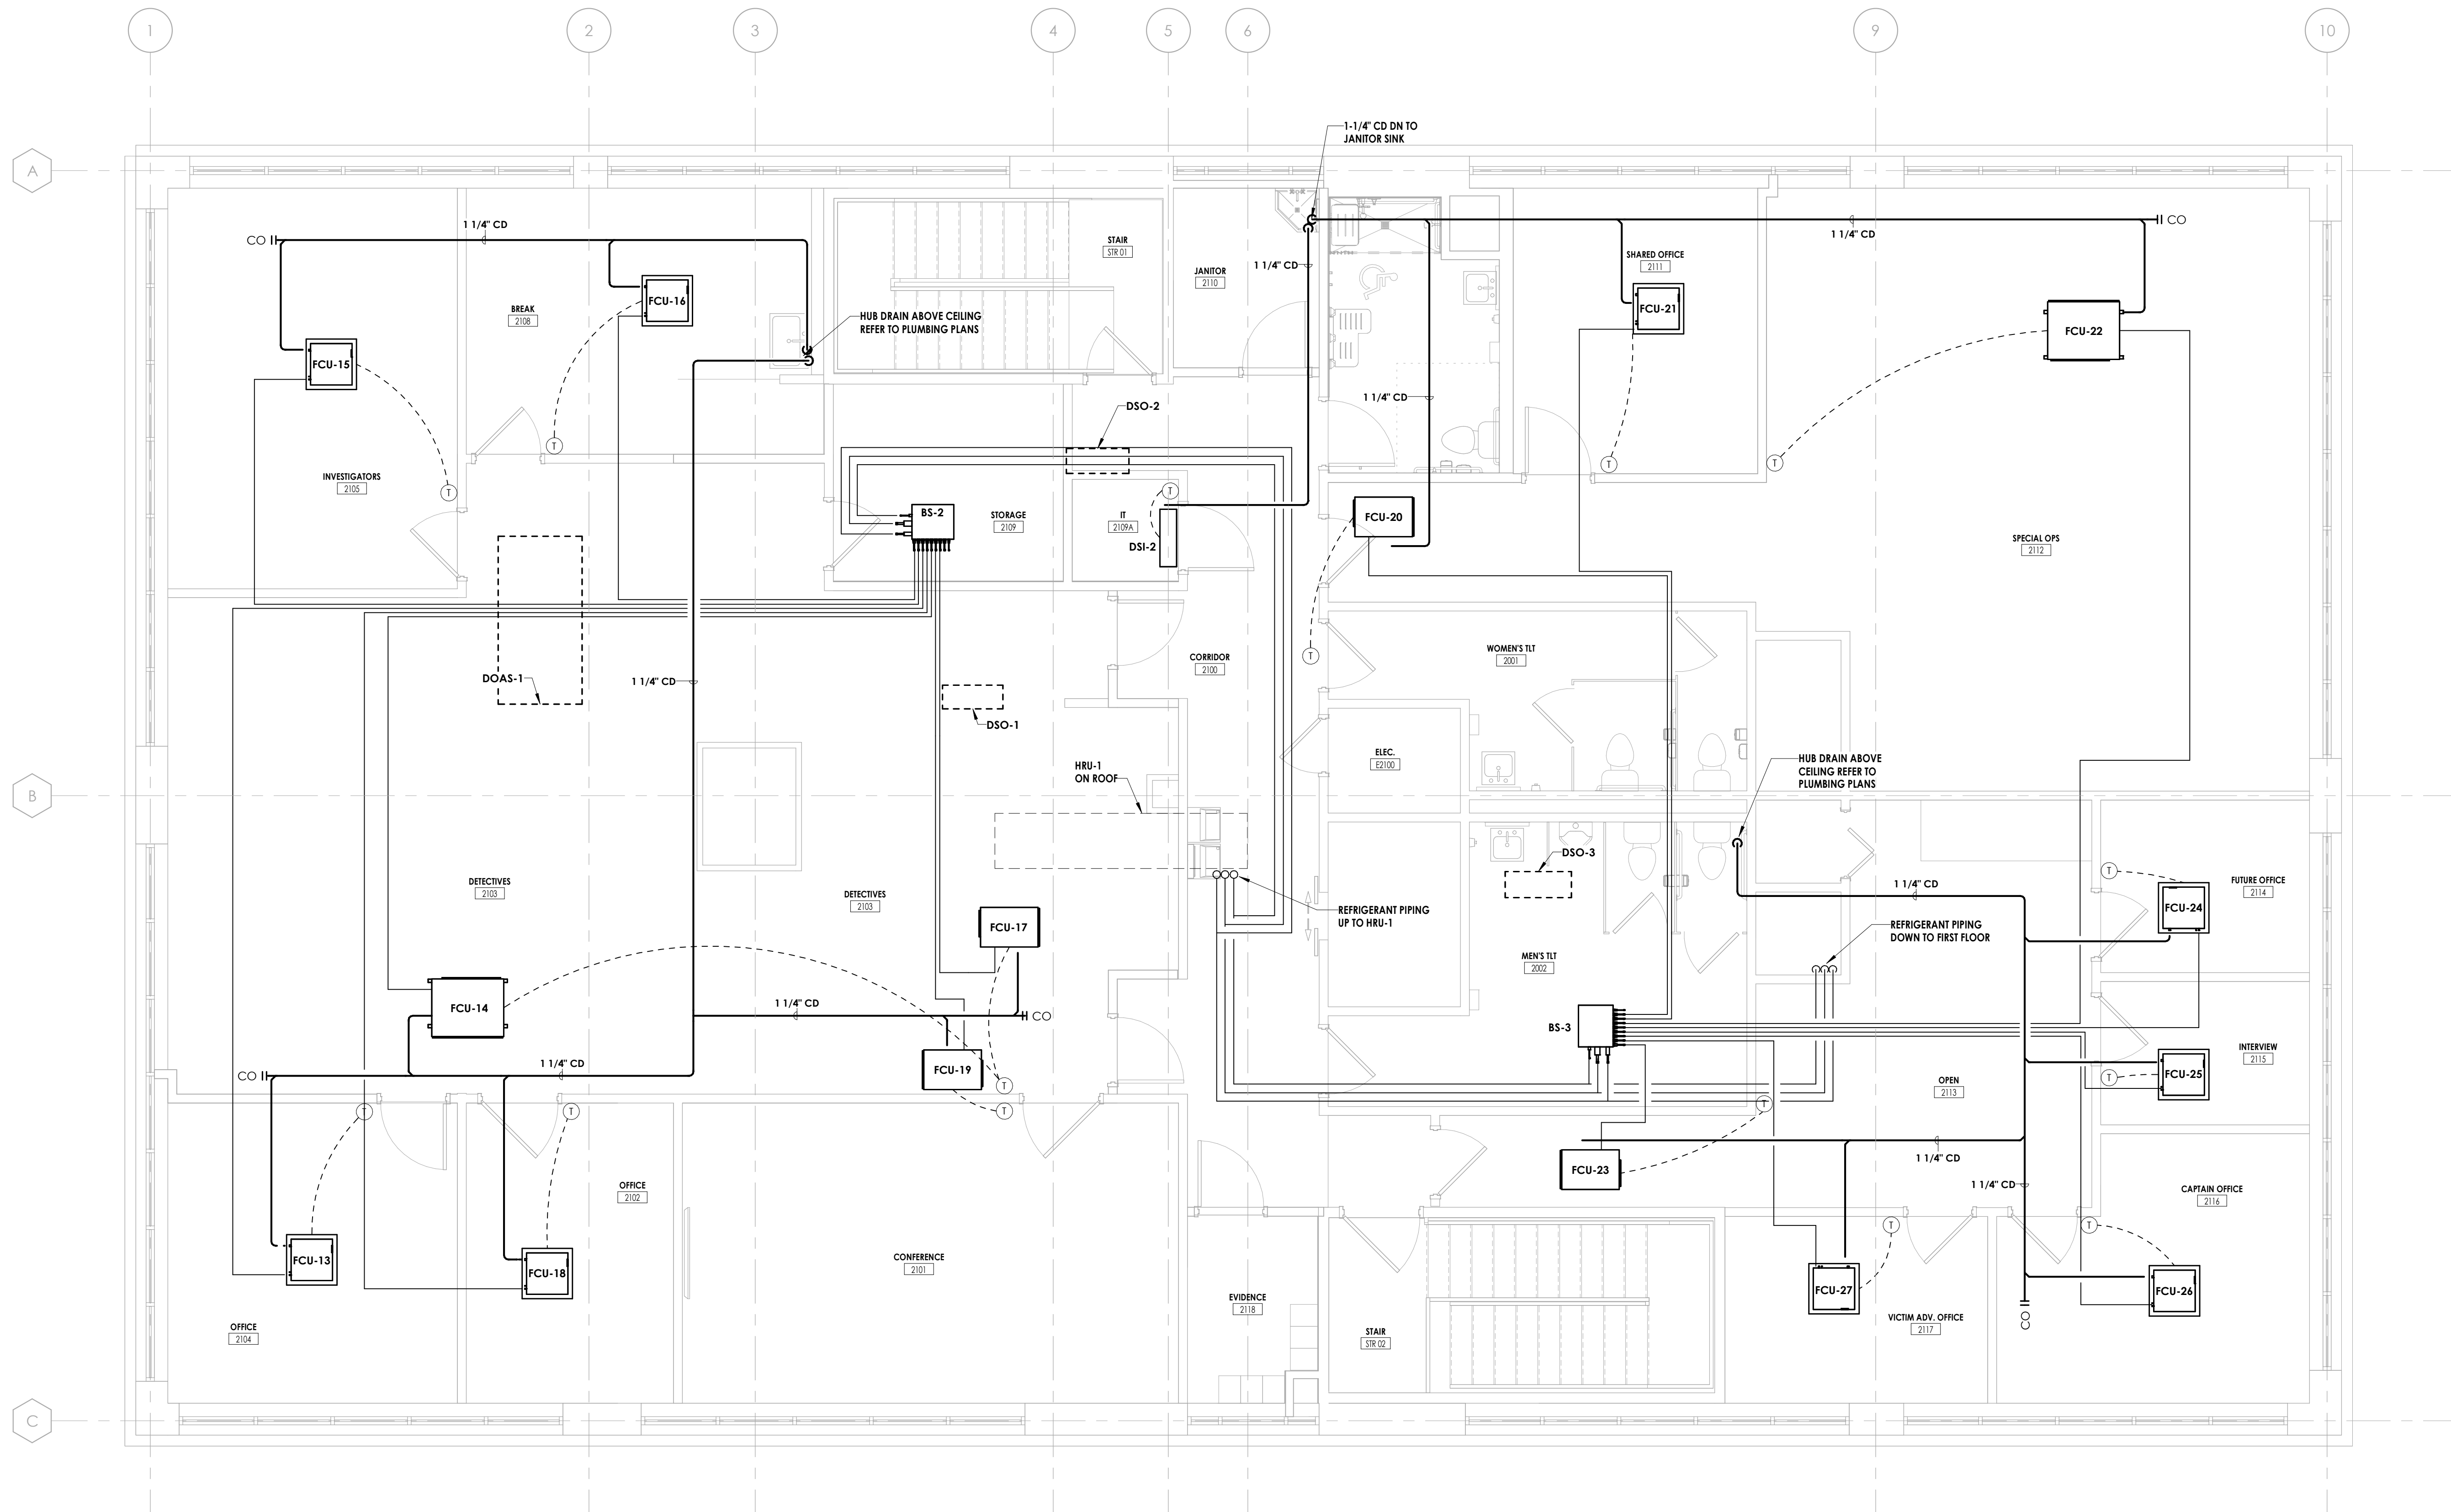 1
2
3
4
5
6
9
10
1-1/4" CD DN TO
JANITOR SINK
A
1 1/4" CD
CO
CO
1 1/4" CD
STAIR
STR 01
JANITOR
2110
1 1/4" CD
SHARED OFFICE
2111
FCU-16
BREAK
2108
FCU-21
HUB DRAIN ABOVE CEILING
REFER TO PLUMBING PLANS
FCU-22
FCU-15
1 1/4" CD
DSO-2
T
T
T
INVESTIGATORS
2105
T
T
BS-2
STORAGE
2109
IT
2109A
FCU-20
DSI-2
SPECIAL OPS
2112
WOMEN'S TLT
2001
CORRIDOR
2100
T
DOAS-1
1 1/4" CD
DSO-1
ELEC.
E2100
HRU-1
ON ROOF
HUB DRAIN ABOVE
CEILING REFER TO
PLUMBING PLANS
B
DSO-3
T
DETECTIVES
2103
DETECTIVES
2103
1 1/4" CD
FUTURE OFFICE
2114
FCU-24
REFRIGERANT PIPING
UP TO HRU-1
FCU-17
REFRIGERANT PIPING
DOWN TO FIRST FLOOR
MEN'S TLT
2002
FCU-14
1 1/4" CD
CO
BS-3
INTERVIEW
2115
1 1/4" CD
CO
FCU-19
T
FCU-25
T
OPEN
2113
T
T
T
T
1 1/4" CD
FCU-23
OFFICE
2102
1 1/4" CD
CAPTAIN OFFICE
2116
T
T
CONFERENCE
2101
FCU-13
FCU-18
EVIDENCE
2118
FCU-27
FCU-26
OFFICE
2104
STAIR
STR 02
VICTIM ADV. OFFICE
2117
CO
C